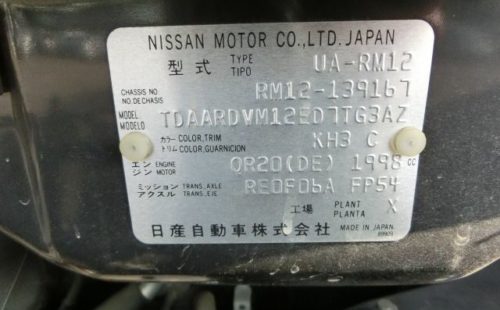 NISSAN MOTOR CO.,LTD. JAPAN
型式 TYPE TIPO UA-RM12
CHASSIS NO NO.DE CHASIS RM12-139167
MODEL MODELO TDAARDVM12ED7TG3AZ
カラー COLOR,TRIM トリム COLOR,GUARNICION KH3 C
エンジン ENGINE MOTOR QR20(DE) 1998 CC
ミッション TRANS.AXLE アクスル TRANS.EJE RE0F06A FP54
工場 PLANT PLANTA X
日産自動車株式会社 MADE IN JAPAN